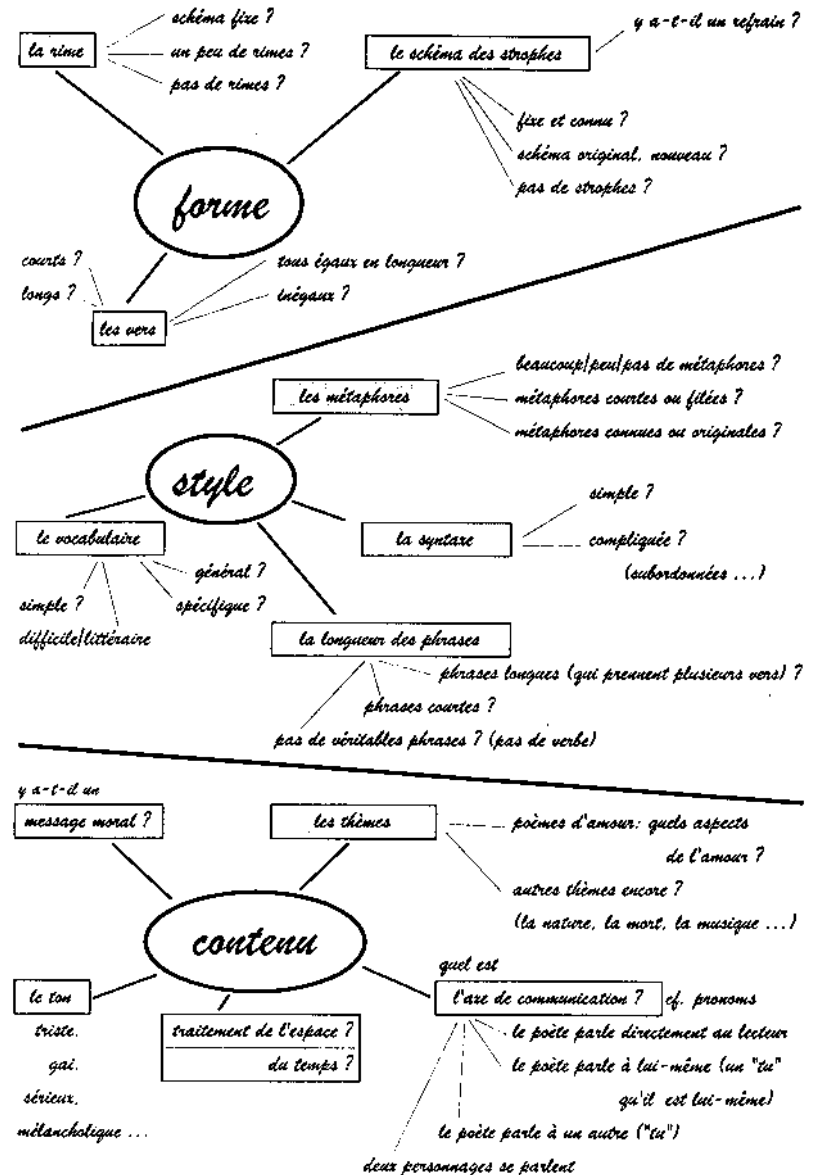 schéma fixe ?
y a-t-il un refrain ?
la rime
un peu de rimes ?
le schéma des strophes
pas de rimes ?
fixe et connu ?
schéma original, nouveau ?
pas de strophes ?
forme
courts ?
tous égaux en longueur ?
longs ?
inégaux ?
les vers
beaucoup/peu/pas de métaphores ?
les métaphores
métaphores courtes ou filées ?
métaphores connues ou originales ?
style
simple ?
le vocabulaire
la syntaxe
compliquée ?
général ?
(subordonnées ...)
simple ?
spécifique ?
difficile/littéraire
la longueur des phrases
phrases longues (qui prennent plusieurs vers) ?
phrases courtes ?
pas de véritables phrases ? (pas de verbe)
y a-t-il un
message moral ?
les thèmes
poèmes d'amour: quels aspects
de l'amour ?
autres thèmes encore ?
(la nature, la mort, la musique ...)
contenu
quel est
le ton
l'axe de communication ? cf. pronoms
triste,
traitement de l'espace ?
le poète parle directement au lecteur
gai,
du temps ?
le poète parle à lui-même (un "tu"
sérieux,
qu'il est lui-même)
mélancholique ...
le poète parle à un autre ("tu")
deux personnages se parlent